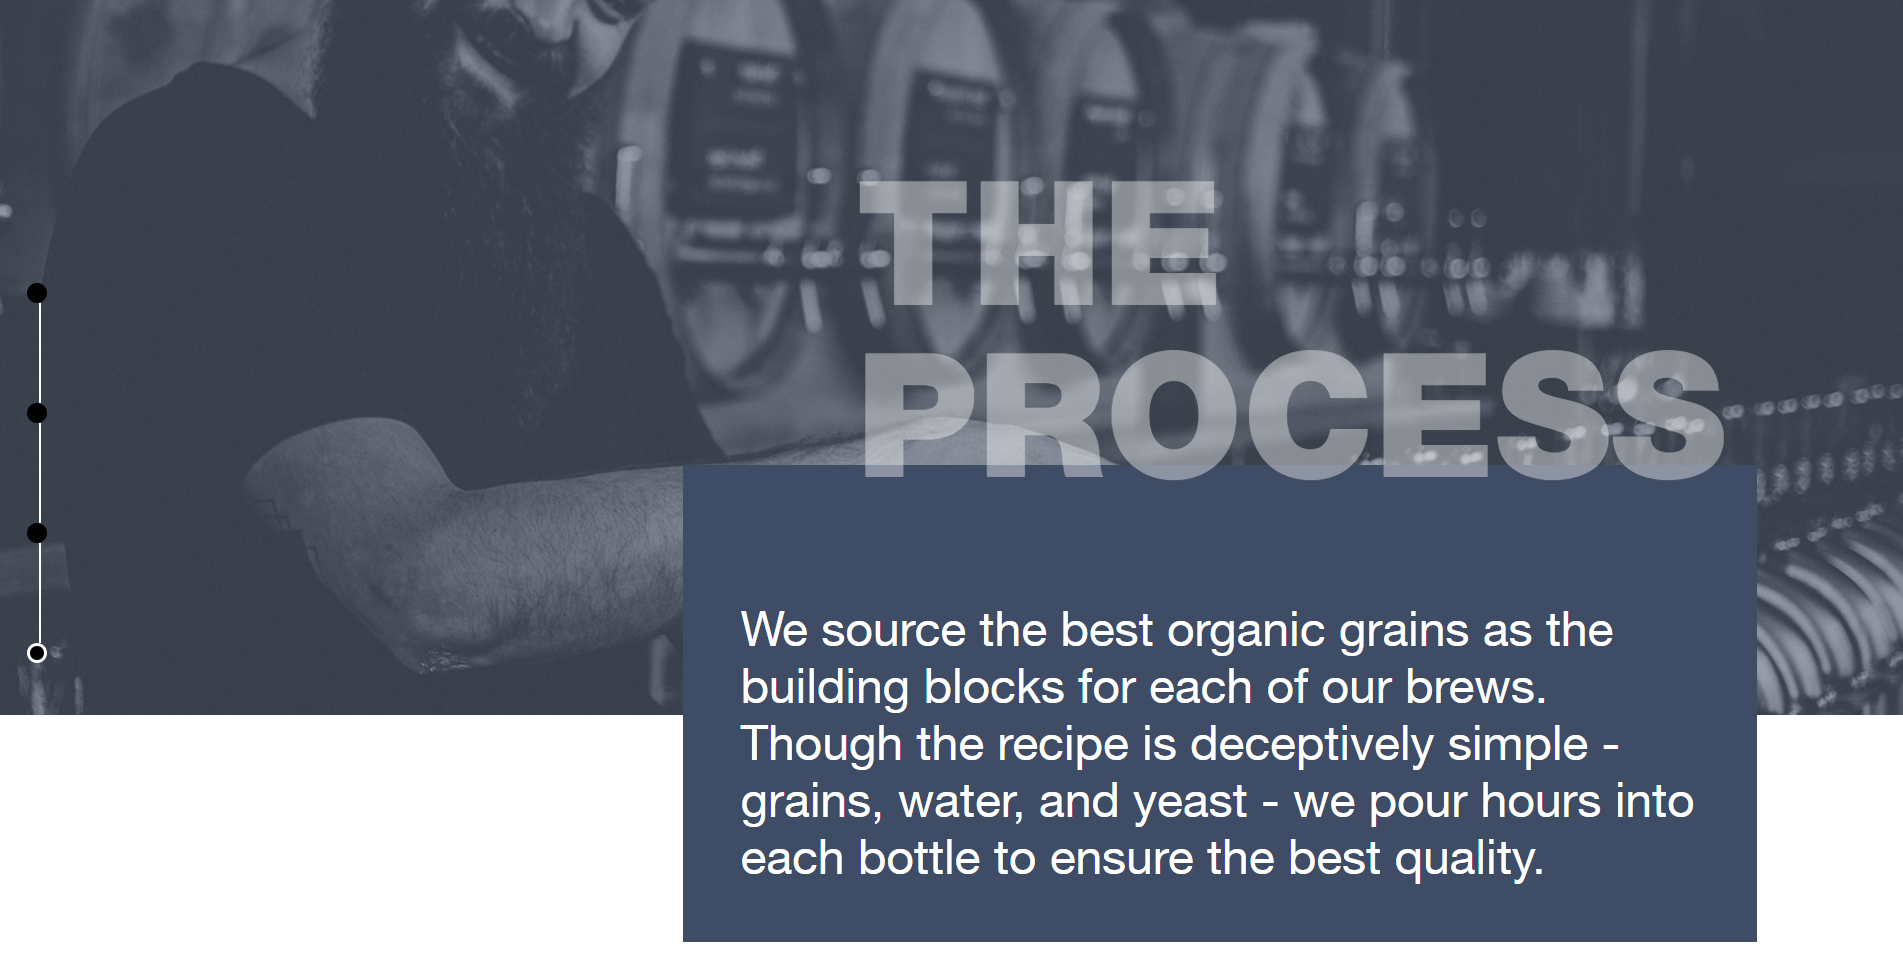 THE
PROCESS
We source the best organic grains as the
building blocks for each of our brews.
Though the recipe is deceptively simple -
grains, water, and yeast - we pour hours into
each bottle to ensure the best quality.